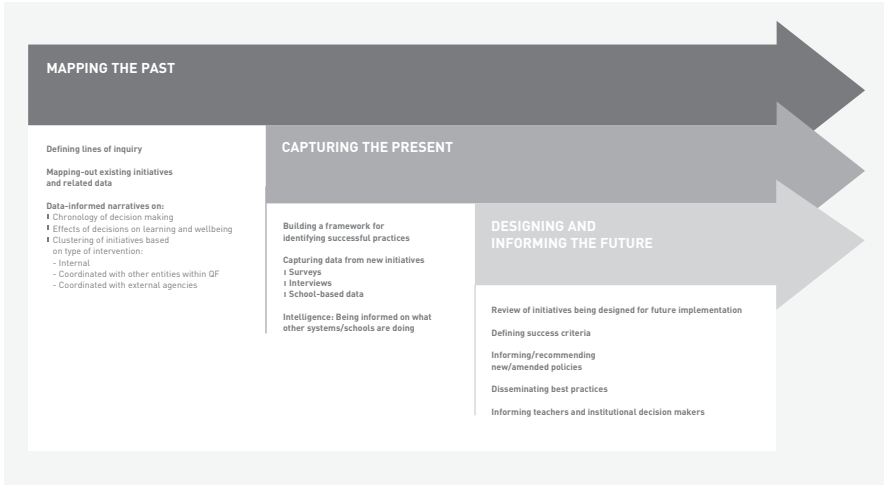 MAPPING THE PAST
Defining lines of inquiry
Mapping-out existing initiatives
and related data
Data-informed narratives on:
Chronology of decision making
Effects of decisions on learning and wellbeing
Clustering of initiatives based
on type of intervention:
- Internal
- Coordinated with other entities within QF
- Coordinated with external agencies
CAPTURING THE PRESENT
Building a framework for
identifying successful practices
Capturing data from new initiatives
Surveys
Interviews
School-based data
Intelligence: Being informed on what
other systems/schools are doing
DESIGNING AND
INFORMING THE FUTURE
Review of initiatives being designed for future implementation
Defining success criteria
Informing/recommending
new/amended policies
Disseminating best practices
Informing teachers and institutional decision makers